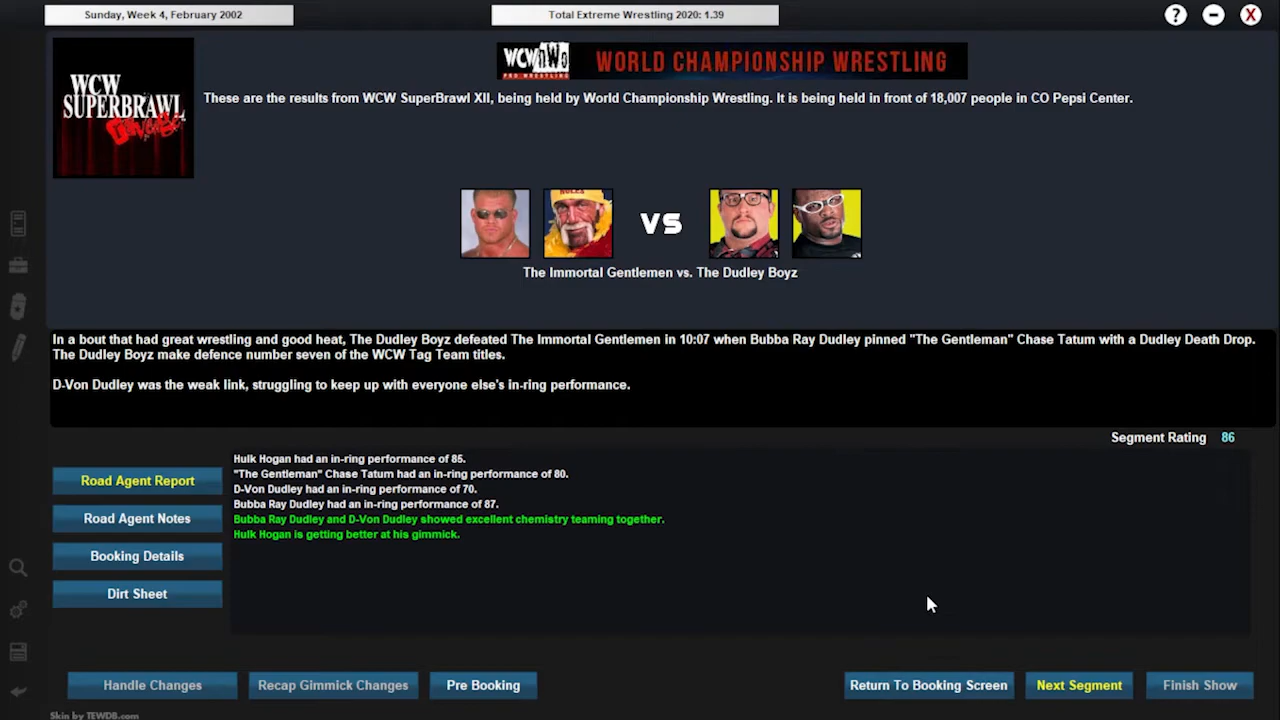 Sunday, Week 4, February 2002
Total Extreme Wrestling 2020: 1.39
? – X
WCW
SUPERBRAWL
revenge
WCW nWo
PRO WRESTLING
WORLD CHAMPIONSHIP WRESTLING
These are the results from WCW SuperBrawl XII, being held by World Championship Wrestling. It is being held in front of 18,007 people in CO Pepsi Center.
VS
The Immortal Gentlemen vs. The Dudley Boyz
In a bout that had great wrestling and good heat, The Dudley Boyz defeated The Immortal Gentlemen in 10:07 when Bubba Ray Dudley pinned "The Gentleman" Chase Tatum with a Dudley Death Drop.
The Dudley Boyz make defence number seven of the WCW Tag Team titles.
D-Von Dudley was the weak link, struggling to keep up with everyone else's in-ring performance.
Segment Rating 86
Road Agent Report
Road Agent Notes
Booking Details
Dirt Sheet
Hulk Hogan had an in-ring performance of 85.
"The Gentleman" Chase Tatum had an in-ring performance of 80.
D-Von Dudley had an in-ring performance of 70.
Bubba Ray Dudley had an in-ring performance of 87.
Bubba Ray Dudley and D-Von Dudley showed excellent chemistry teaming together.
Hulk Hogan is getting better at his gimmick.
Handle Changes
Recap Gimmick Changes
Pre Booking
Return To Booking Screen
Next Segment
Finish Show
Skin by TEWDB.com